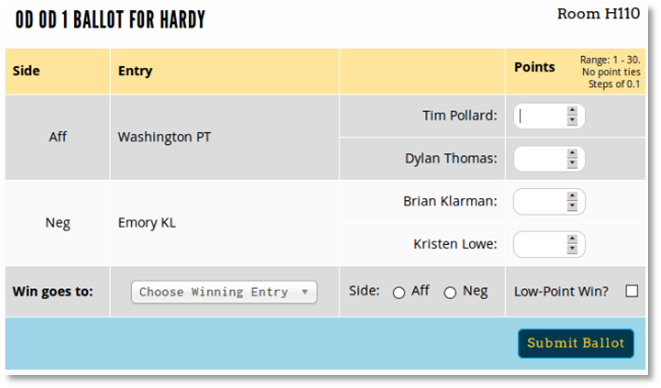 OD OD 1 BALLOT FOR HARDY
Room H110
Side Entry Points Range: 1 - 30.
No point ties
Steps of 0.1
Aff Washington PT
Tim Pollard:
Dylan Thomas:
Neg Emory KL
Brian Klarman:
Kristen Lowe:
Win goes to: Choose Winning Entry Side: Aff Neg Low-Point Win?
Submit Ballot